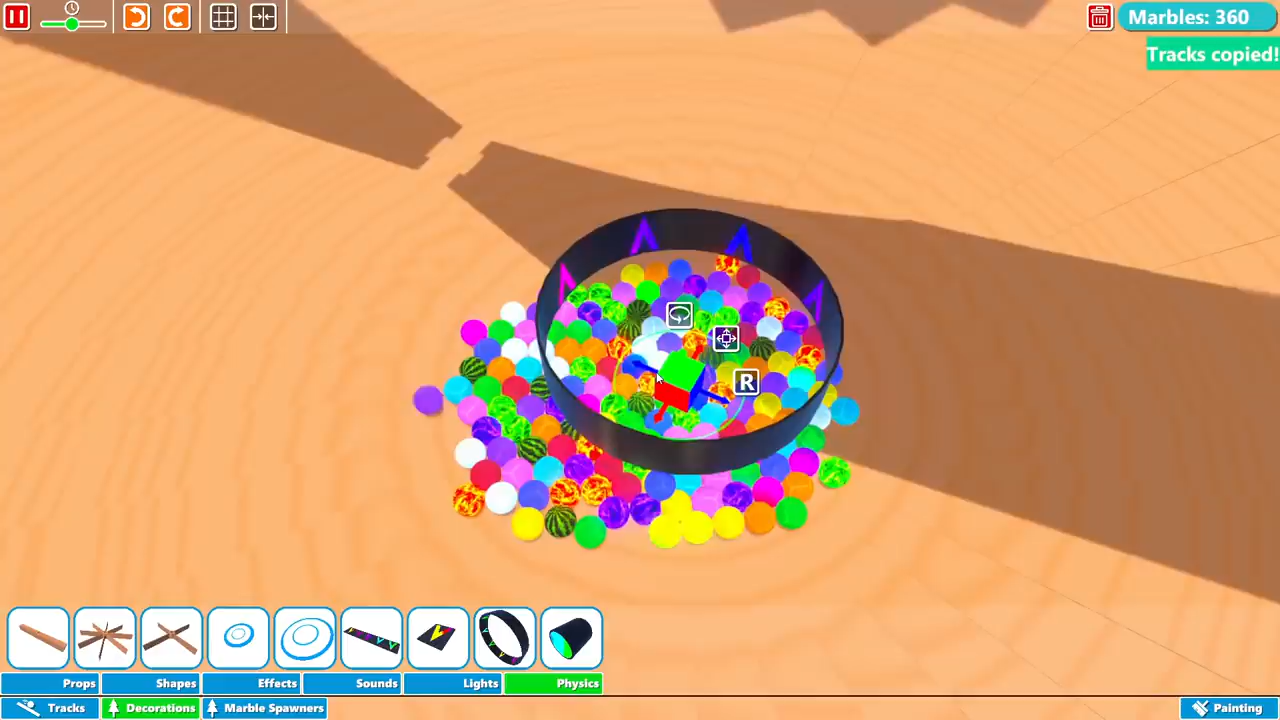 Marbles: 360
Tracks copied!
R
Props
Shapes
Effects
Sounds
Lights
Physics
Tracks
Decorations
Marble Spawners
Painting